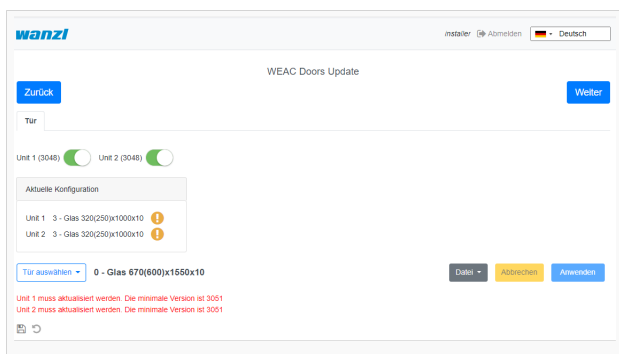 wanzl
installer Abmelden Deutsch
WEAC Doors Update
Zurück Weiter
Tür
Unit 1 (3048) Unit 2 (3048)
Aktuelle Konfiguration
Unit 1 3 - Glas 320(250)x1000x10
Unit 2 3 - Glas 320(250)x1000x10
Tür auswählen 0 - Glas 670(600)x1550x10 Datei Abbrechen Anwenden
Unit 1 muss aktualisiert werden. Die minimale Version ist 3051
Unit 2 muss aktualisiert werden. Die minimale Version ist 3051